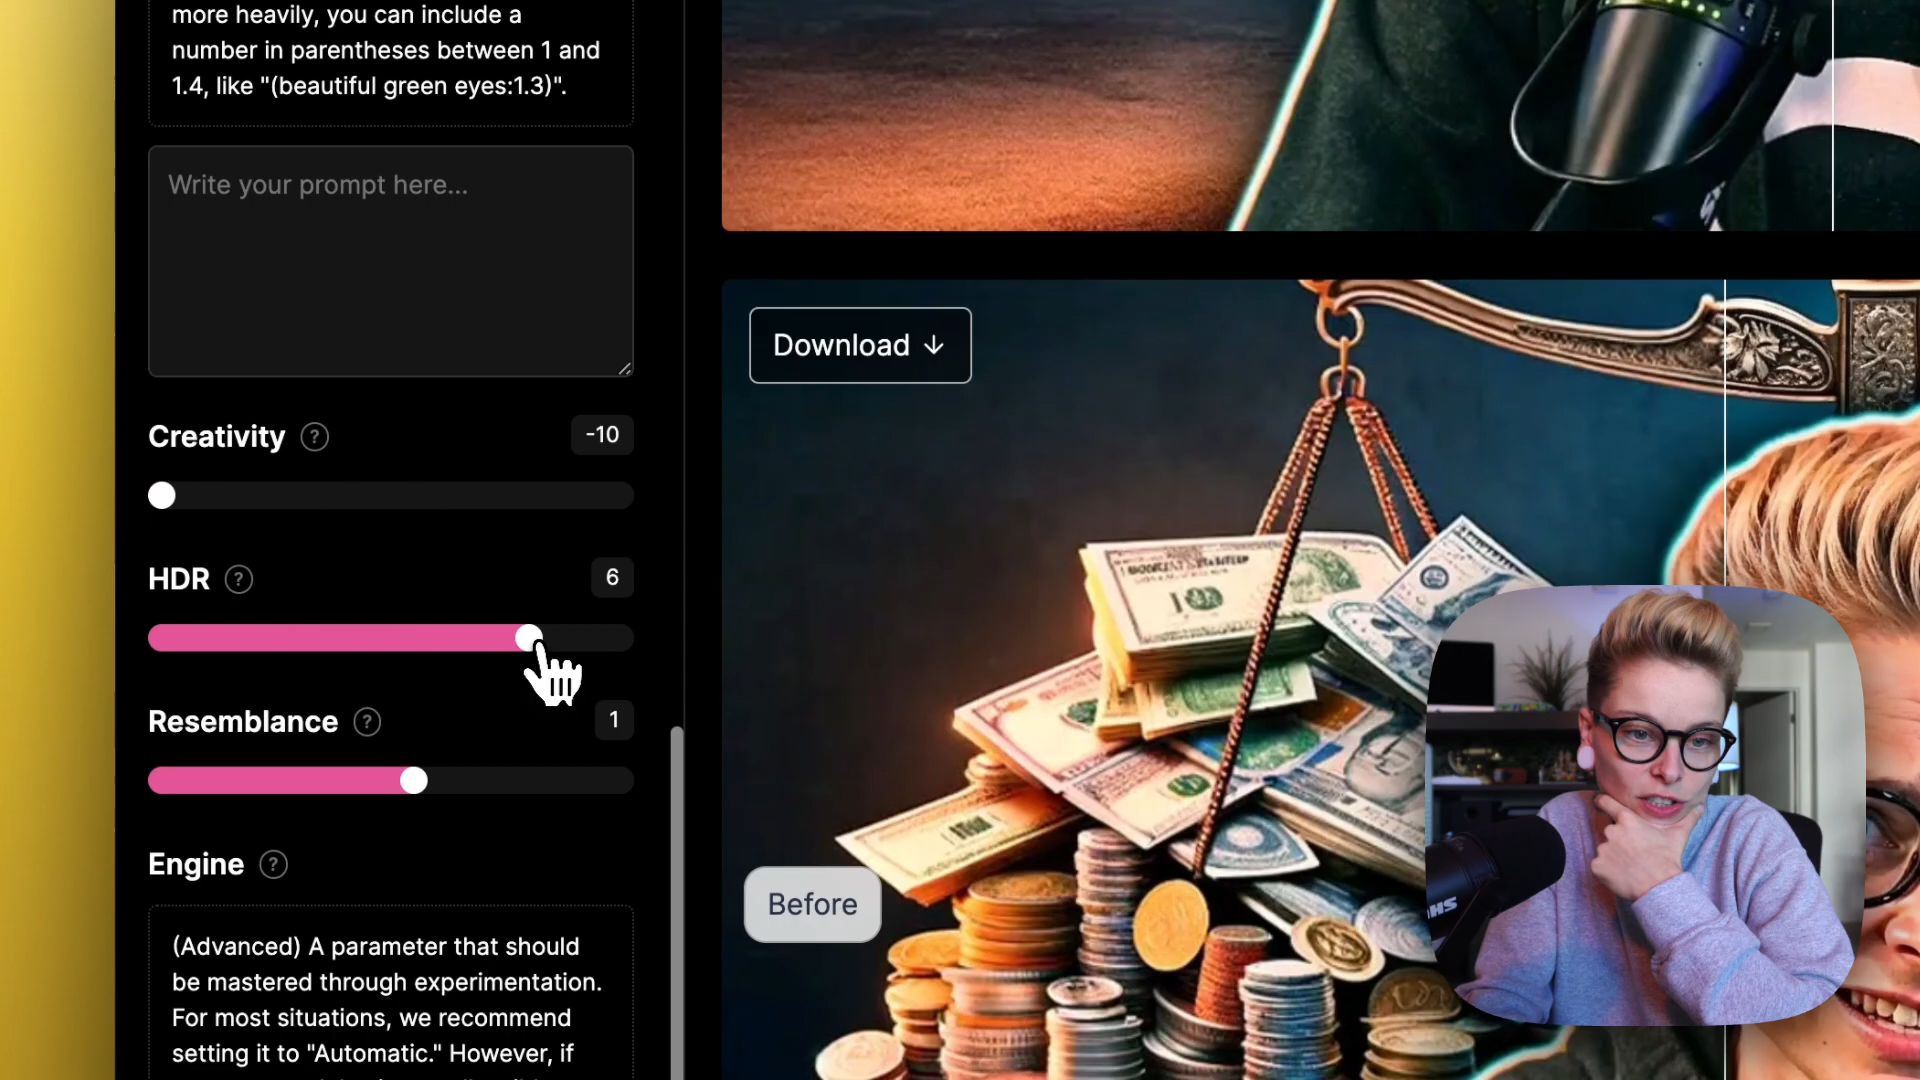 more heavily, you can include a
number in parentheses between 1 and
1.4, like "(beautiful green eyes:1.3)".
Write your prompt here...
Creativity ?
-10
HDR ?
6
Resemblance ?
1
Engine ?
(Advanced) A parameter that should
be mastered through experimentation.
For most situations, we recommend
setting it to "Automatic." However, if
Download ↓
Before